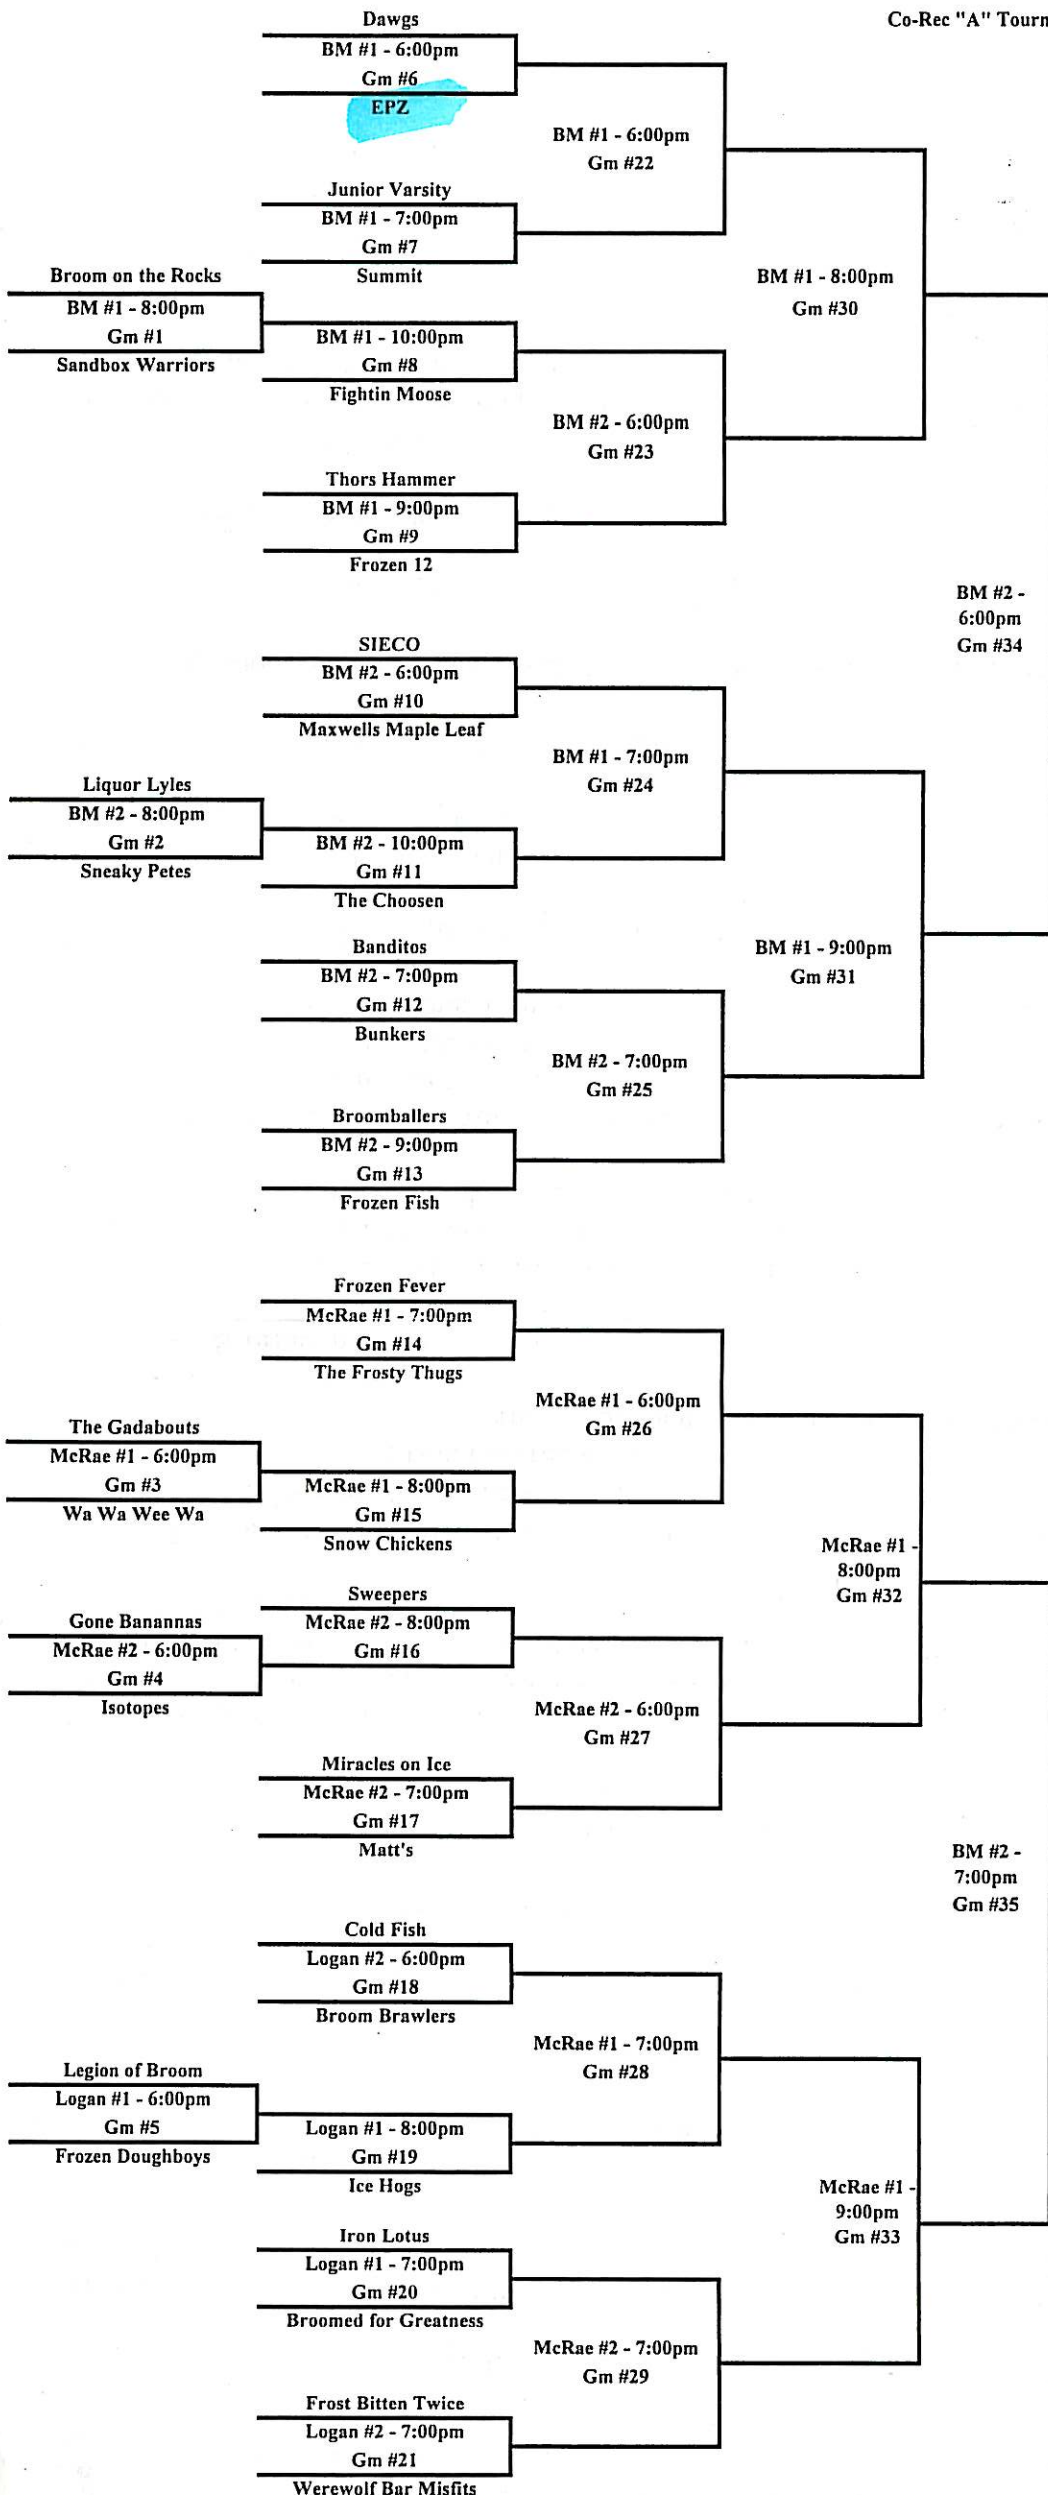 Dawgs
Co-Rec "A" Tourn
BM #1 - 6:00pm
Gm #6
EPZ
BM #1 - 6:00pm
Gm #22
Junior Varsity
BM #1 - 7:00pm
Gm #7
Summit
Broom on the Rocks
BM #1 - 8:00pm
Gm #1
Sandbox Warriors
BM #1 - 8:00pm
Gm #30
BM #1 - 10:00pm
Gm #8
Fightin Moose
BM #2 - 6:00pm
Gm #23
Thors Hammer
BM #1 - 9:00pm
Gm #9
Frozen 12
BM #2 -
6:00pm
Gm #34
SIECO
BM #2 - 6:00pm
Gm #10
Maxwells Maple Leaf
BM #1 - 7:00pm
Gm #24
Liquor Lyles
BM #2 - 8:00pm
Gm #2
Sneaky Petes
BM #2 - 10:00pm
Gm #11
The Choosen
Banditos
BM #2 - 7:00pm
Gm #12
Bunkers
BM #1 - 9:00pm
Gm #31
BM #2 - 7:00pm
Gm #25
Broomballers
BM #2 - 9:00pm
Gm #13
Frozen Fish
Frozen Fever
McRae #1 - 7:00pm
Gm #14
The Frosty Thugs
McRae #1 - 6:00pm
Gm #26
The Gadabouts
McRae #1 - 6:00pm
Gm #3
Wa Wa Wee Wa
McRae #1 - 8:00pm
Gm #15
Snow Chickens
McRae #1 -
8:00pm
Gm #32
Sweepers
McRae #2 - 8:00pm
Gm #16
Gone Banannas
McRae #2 - 6:00pm
Gm #4
Isotopes
McRae #2 - 6:00pm
Gm #27
Miracles on Ice
McRae #2 - 7:00pm
Gm #17
Matt's
BM #2 -
7:00pm
Gm #35
Cold Fish
Logan #2 - 6:00pm
Gm #18
Broom Brawlers
McRae #1 - 7:00pm
Gm #28
Legion of Broom
Logan #1 - 6:00pm
Gm #5
Frozen Doughboys
Logan #1 - 8:00pm
Gm #19
Ice Hogs
McRae #1 -
9:00pm
Gm #33
Iron Lotus
Logan #1 - 7:00pm
Gm #20
Broomed for Greatness
McRae #2 - 7:00pm
Gm #29
Frost Bitten Twice
Logan #2 - 7:00pm
Gm #21
Werewolf Bar Misfits